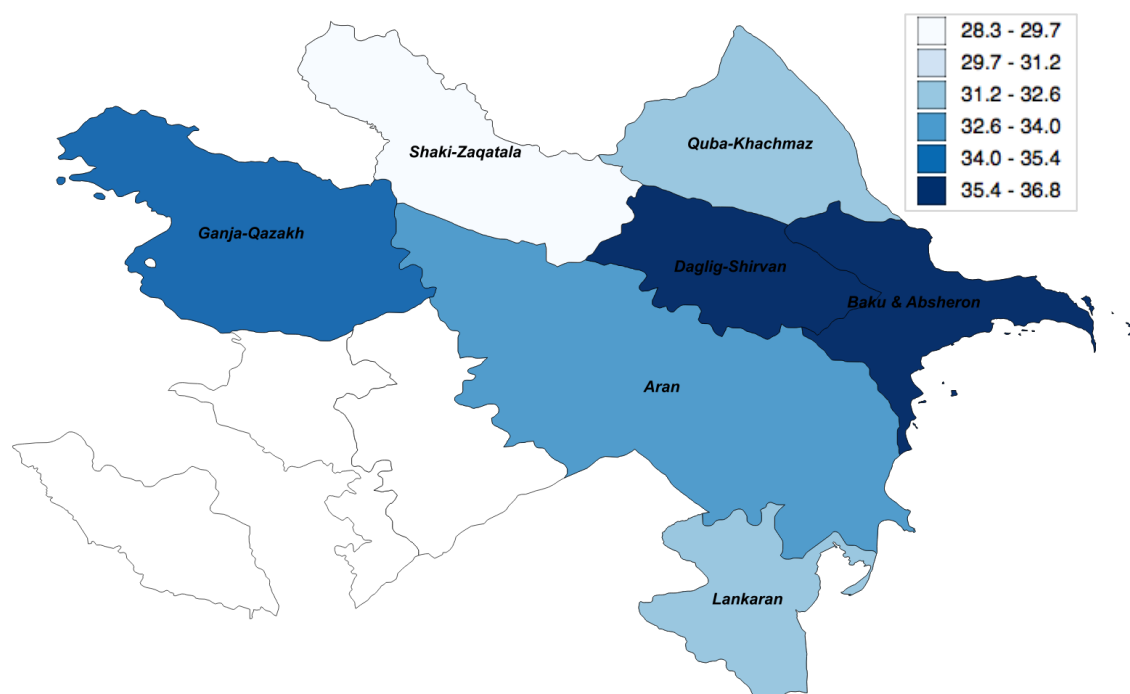 28.3 - 29.7
29.7 - 31.2
31.2 - 32.6
32.6 - 34.0
34.0 - 35.4
35.4 - 36.8
Quba-Khachmaz
Shaki-Zaqatala
Ganja-Qazakh
Daglig-Shirvan
Baku & Absheron
Aran
Lankaran